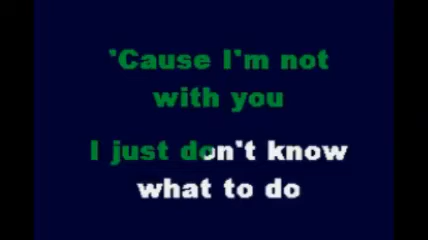 'Cause I'm not
with you
I just don't know
what to do